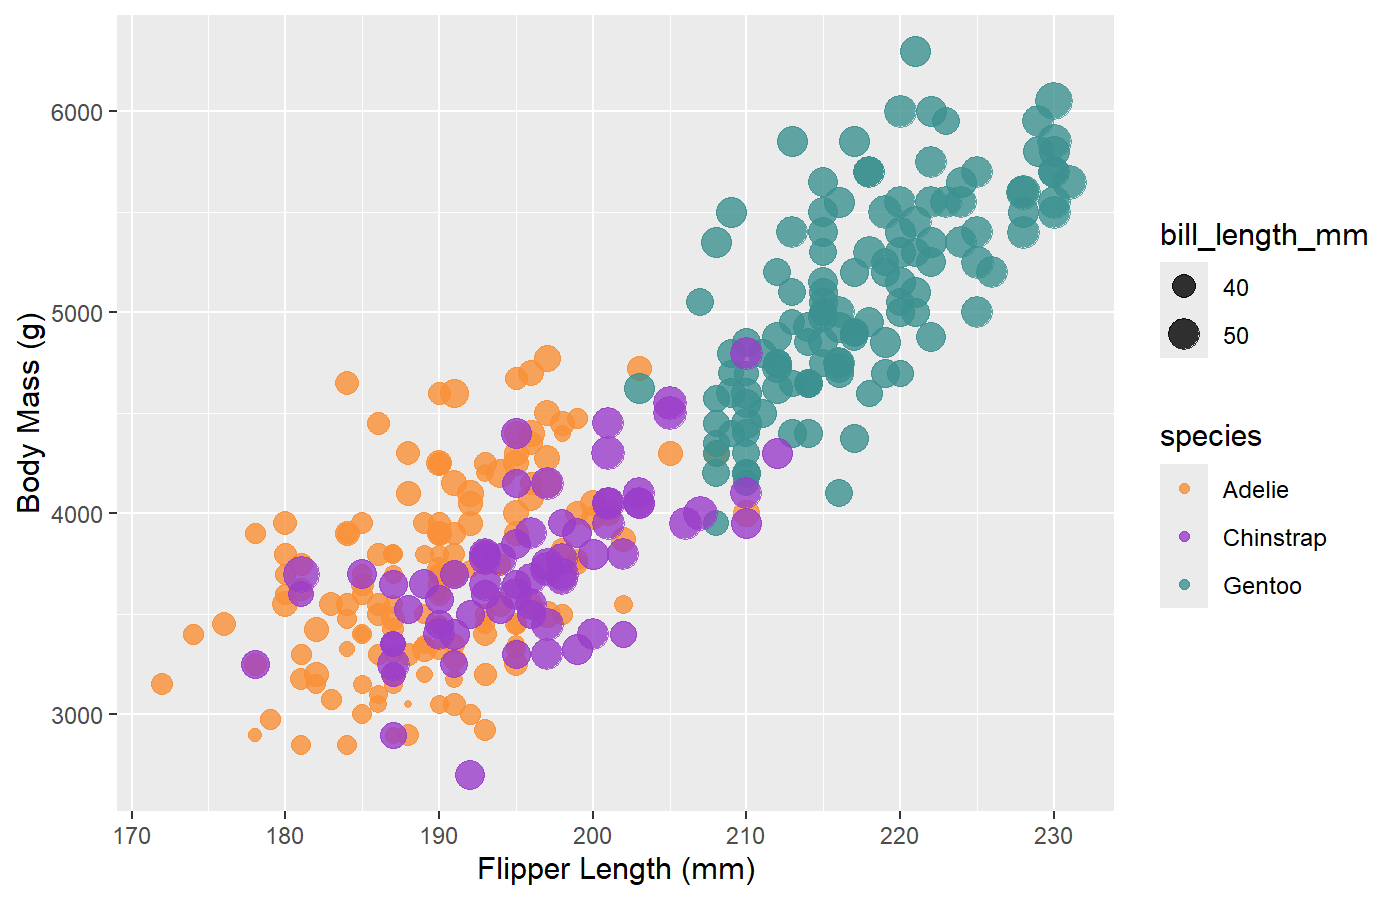 6000
5000
4000
3000
Body Mass (g)
170 180 190 200 210 220 230
Flipper Length (mm)
bill_length_mm
40
50
species
Adelie
Chinstrap
Gentoo